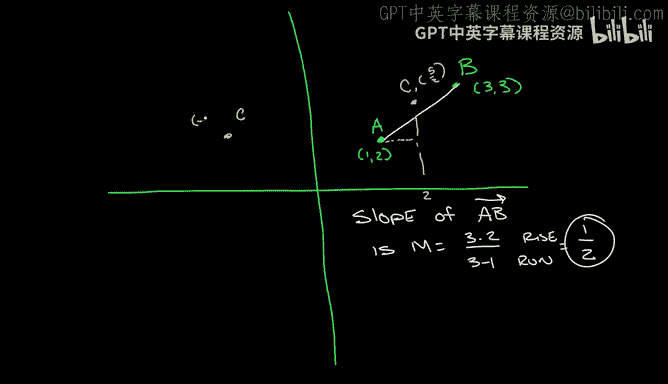 GPT中英字幕课程资源@bilibili
GPT中英字幕课程资源 bilibili
C,(5/2)
B
(3,3)
C
A
(1,2)
2
SLOPE of AB
is M= 3-2 RISE = 1
3-1 RUN 2